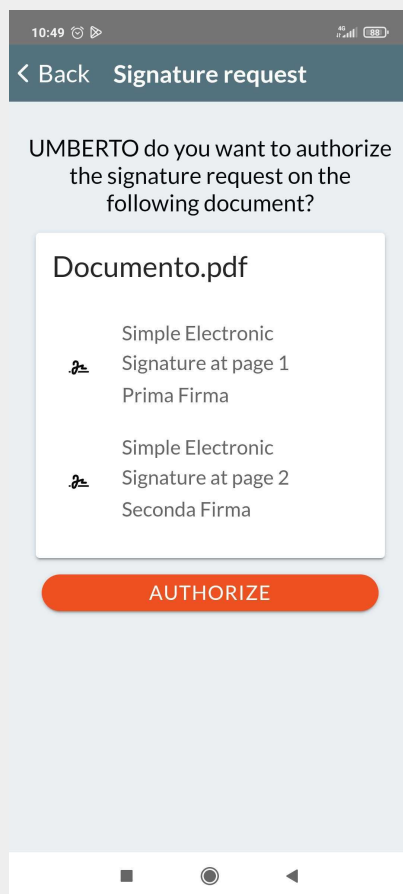 10:49
4G
88
Back Signature request
UMBERTO do you want to authorize
the signature request on the
following document?
Documento.pdf
Simple Electronic
Signature at page 1
Prima Firma
Simple Electronic
Signature at page 2
Seconda Firma
AUTHORIZE